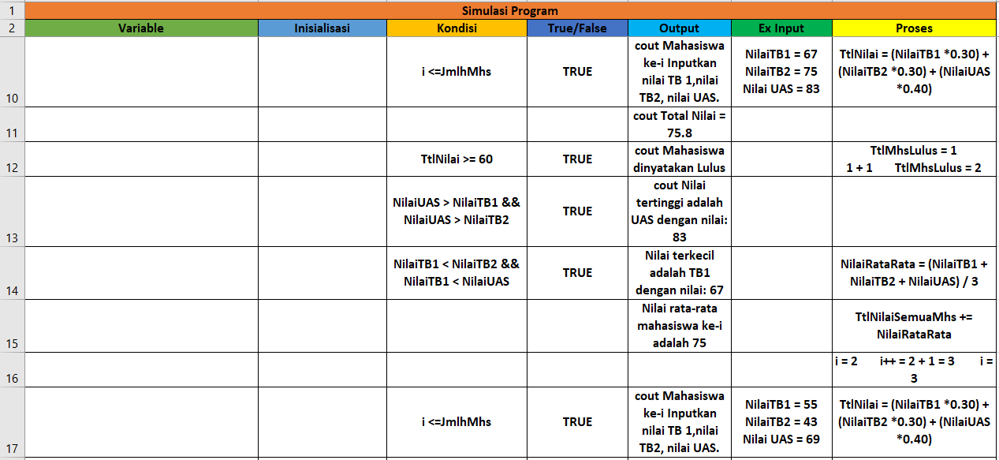 1 Simulasi Program
2 Variable Inisialisasi Kondisi True/False Output Ex Input Proses
10
i <=JmlhMhs
TRUE
cout Mahasiswa
ke-i Inputkan
nilai TB 1,nilai
TB2, nilai UAS.
NilaiTB1 = 67
NilaiTB2 = 75
Nilai UAS = 83
TtlNilai = (NilaiTB1 *0.30) +
(NilaiTB2 *0.30) + (NilaiUAS
*0.40)
11
cout Total Nilai =
75.8
12
TtlNilai >= 60
TRUE
cout Mahasiswa
dinyatakan Lulus
TtlMhsLulus = 1
1 + 1 TtlMhsLulus = 2
13
NilaiUAS > NilaiTB1 &&
NilaiUAS > NilaiTB2
TRUE
cout Nilai
tertinggi adalah
UAS dengan nilai:
83
14
NilaiTB1 < NilaiTB2 &&
NilaiTB1 < NilaiUAS
TRUE
Nilai terkecil
adalah TB1
dengan nilai: 67
NilaiRataRata = (NilaiTB1 +
NilaiTB2 + NilaiUAS) / 3
15
Nilai rata-rata
mahasiswa ke-i
adalah 75
TtlNilaiSemuaMhs +=
NilaiRataRata
16
i = 2 i++ = 2 + 1 = 3 i =
3
17
i <=JmlhMhs
TRUE
cout Mahasiswa
ke-i Inputkan
nilai TB 1,nilai
TB2, nilai UAS.
NilaiTB1 = 55
NilaiTB2 = 43
Nilai UAS = 69
TtlNilai = (NilaiTB1 *0.30) +
(NilaiTB2 *0.30) + (NilaiUAS
*0.40)